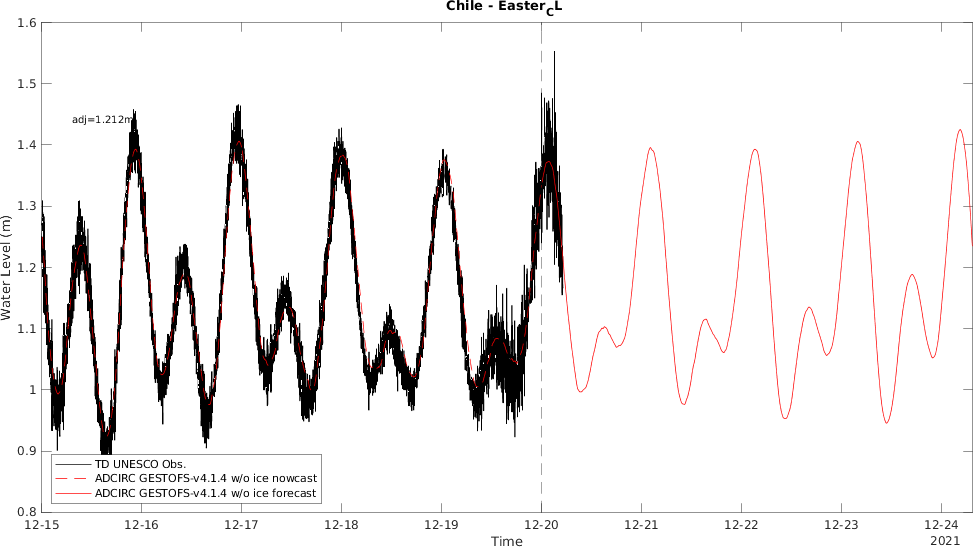 Chile - Easter_CL
1.6
1.5
adj=1.212m
1.4
1.3
1.2
Water Level (m)
1.1
1
0.9
0.8
TD UNESCO Obs.
ADCIRC GESTOFS-v4.1.4 w/o ice nowcast
ADCIRC GESTOFS-v4.1.4 w/o ice forecast
12-15 12-16 12-17 12-18 12-19 12-20 12-21 12-22 12-23 12-24
Time
2021